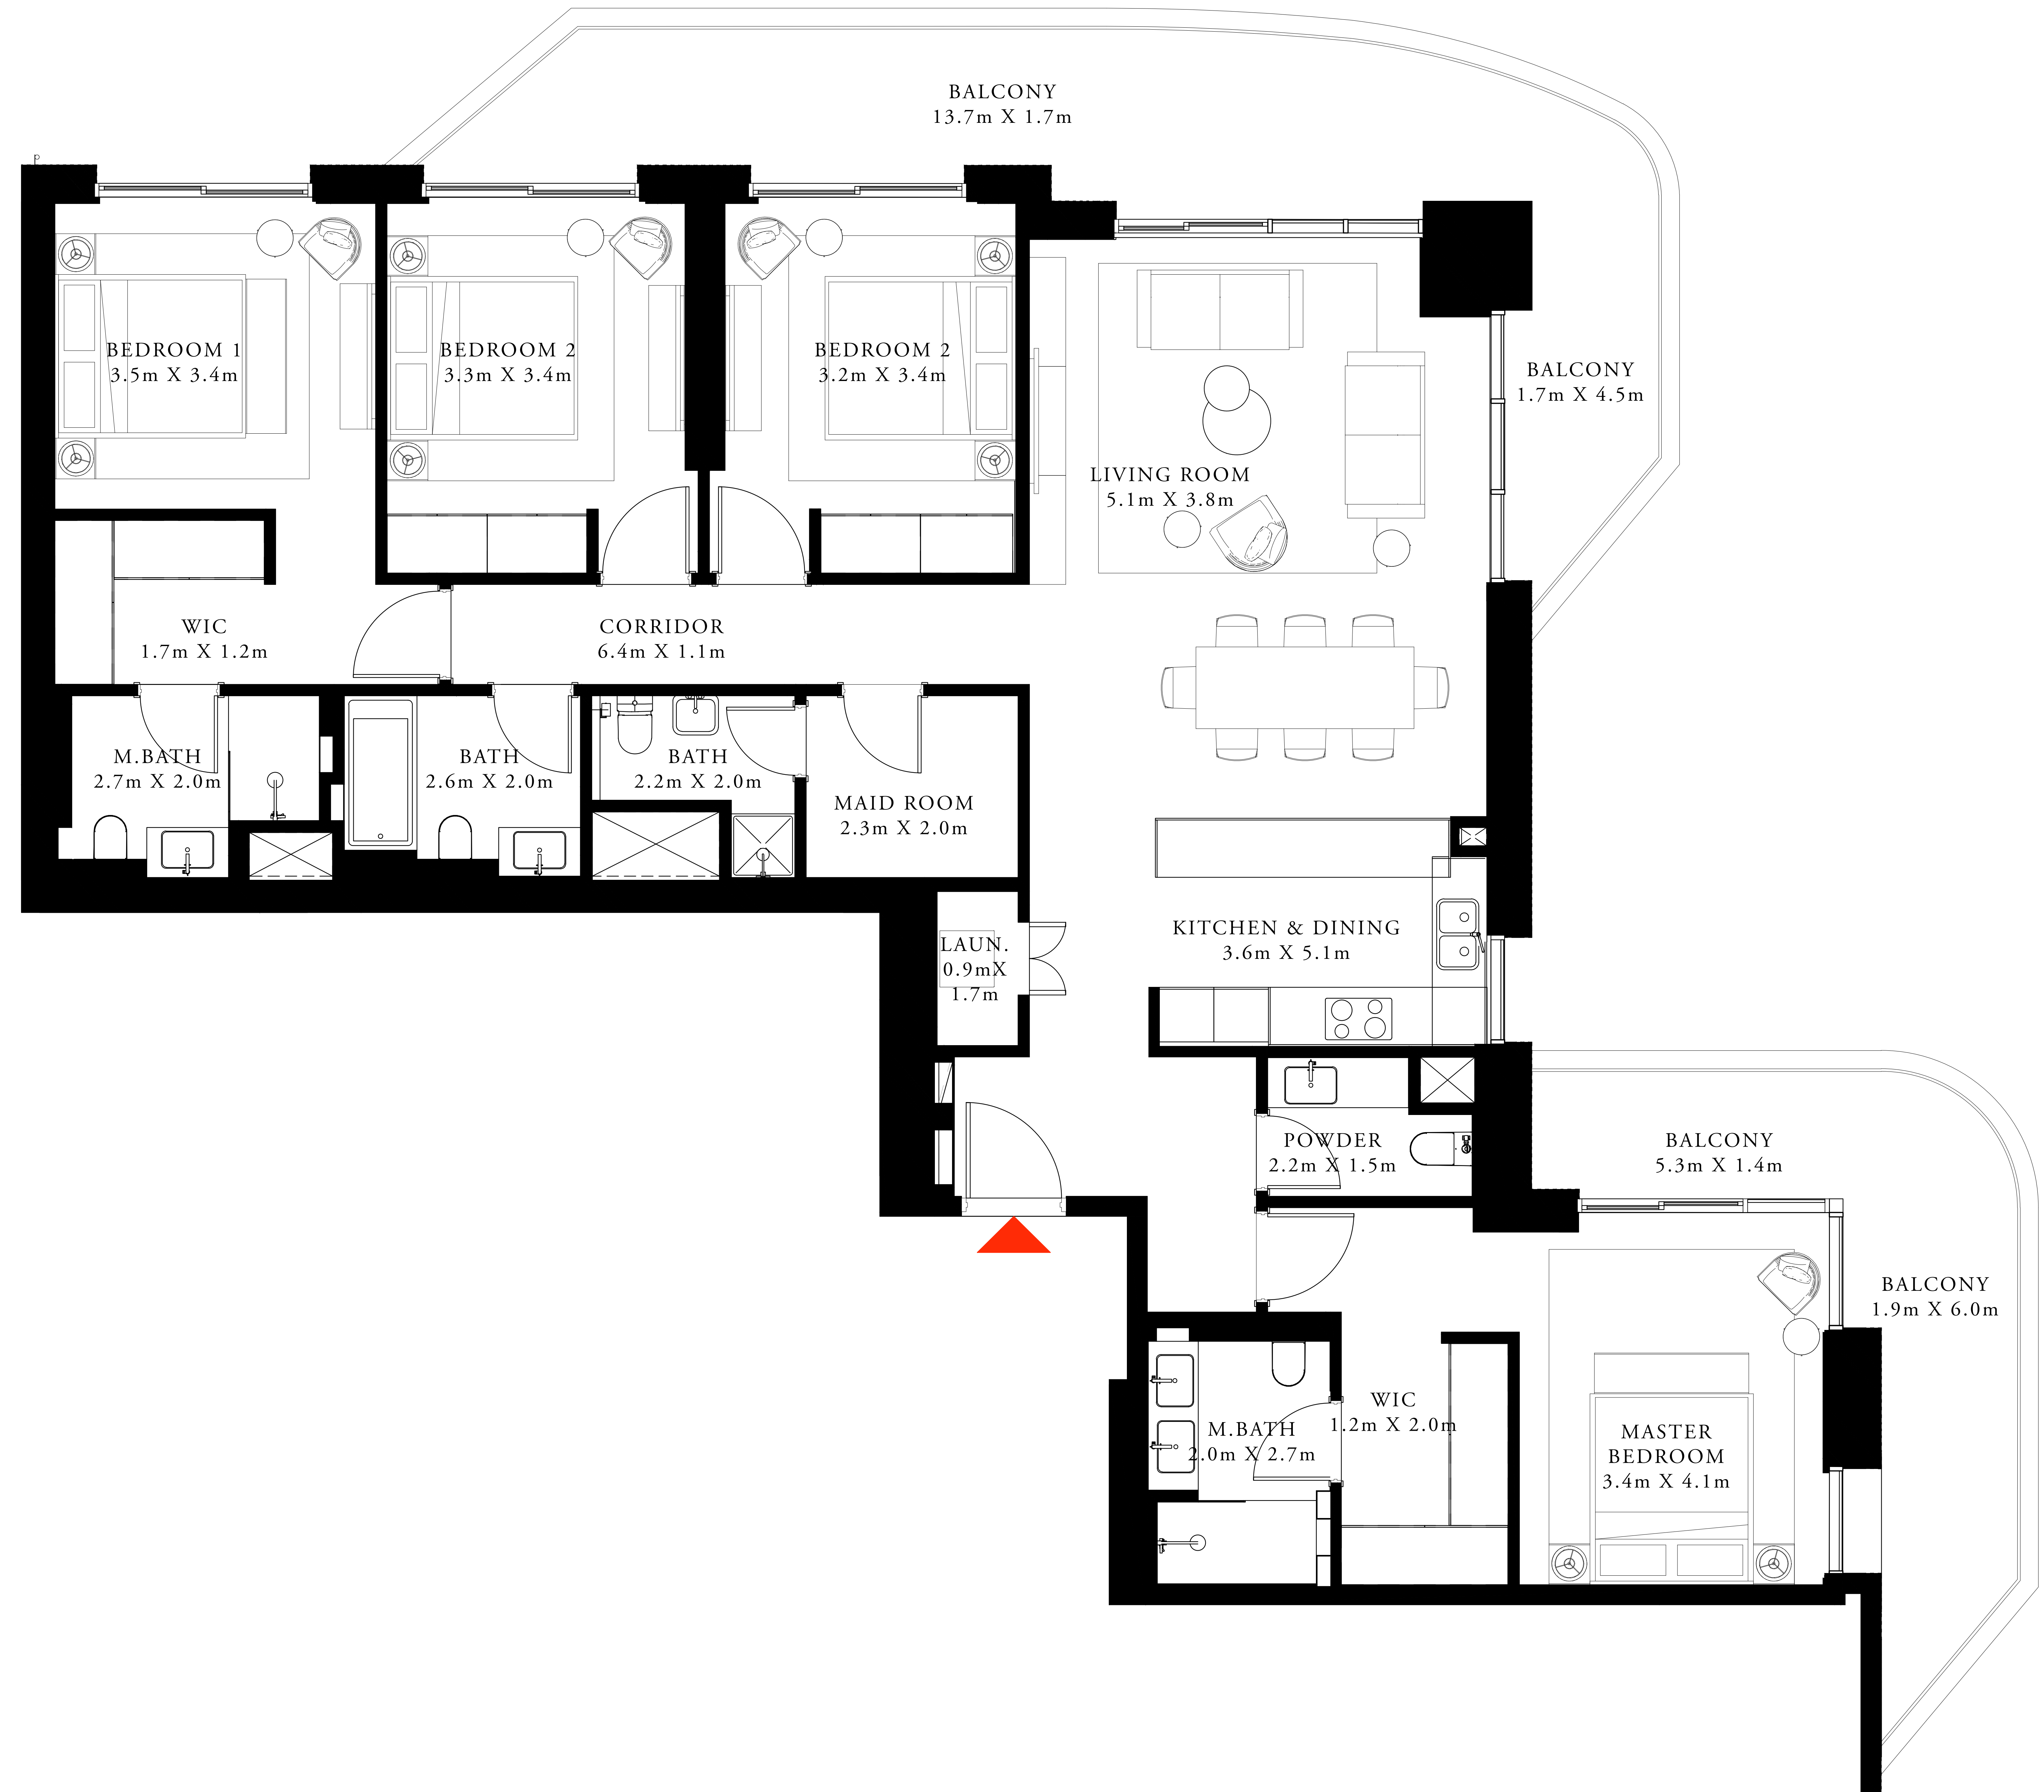 BALCONY
13.7m X 1.7m
BEDROOM 1
3.5m X 3.4m
BEDROOM 2
3.3m X 3.4m
BEDROOM 2
3.2m X 3.4m
BALCONY
1.7m X 4.5m
LIVING ROOM
5.1m X 3.8m
WIC
1.7m X 1.2m
CORRIDOR
6.4m X 1.1m
M.BATH
2.7m X 2.0m
BATH
2.6m X 2.0m
BATH
2.2m X 2.0m
MAID ROOM
2.3m X 2.0m
LAUN.
0.9mX
1.7m
KITCHEN & DINING
3.6m X 5.1m
POWDER
2.2m X 1.5m
BALCONY
5.3m X 1.4m
BALCONY
1.9m X 6.0m
WIC
1.2m X 2.0m
M.BATH
2.0m X 2.7m
MASTER
BEDROOM
3.4m X 4.1m